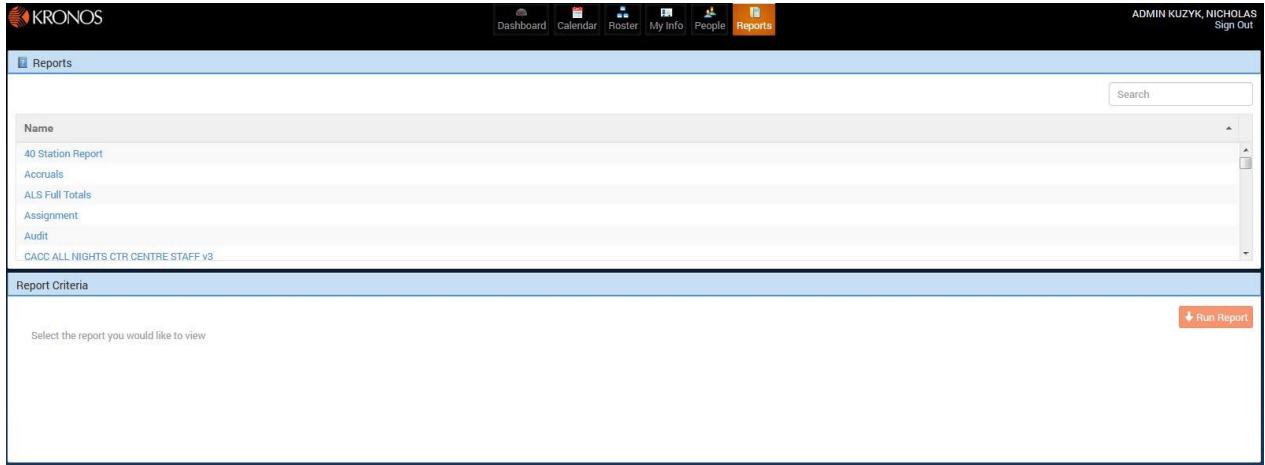 KRONOS
Dashboard Calendar Roster My Info People Reports
ADMIN KUZYK, NICHOLAS
Sign Out
Reports
Search
Name
40 Station Report
Accruals
ALS Full Totals
Assignment
Audit
CACC ALL NIGHTS CTR CENTRE STAFF v3
Report Criteria
Run Report
Select the report you would like to view